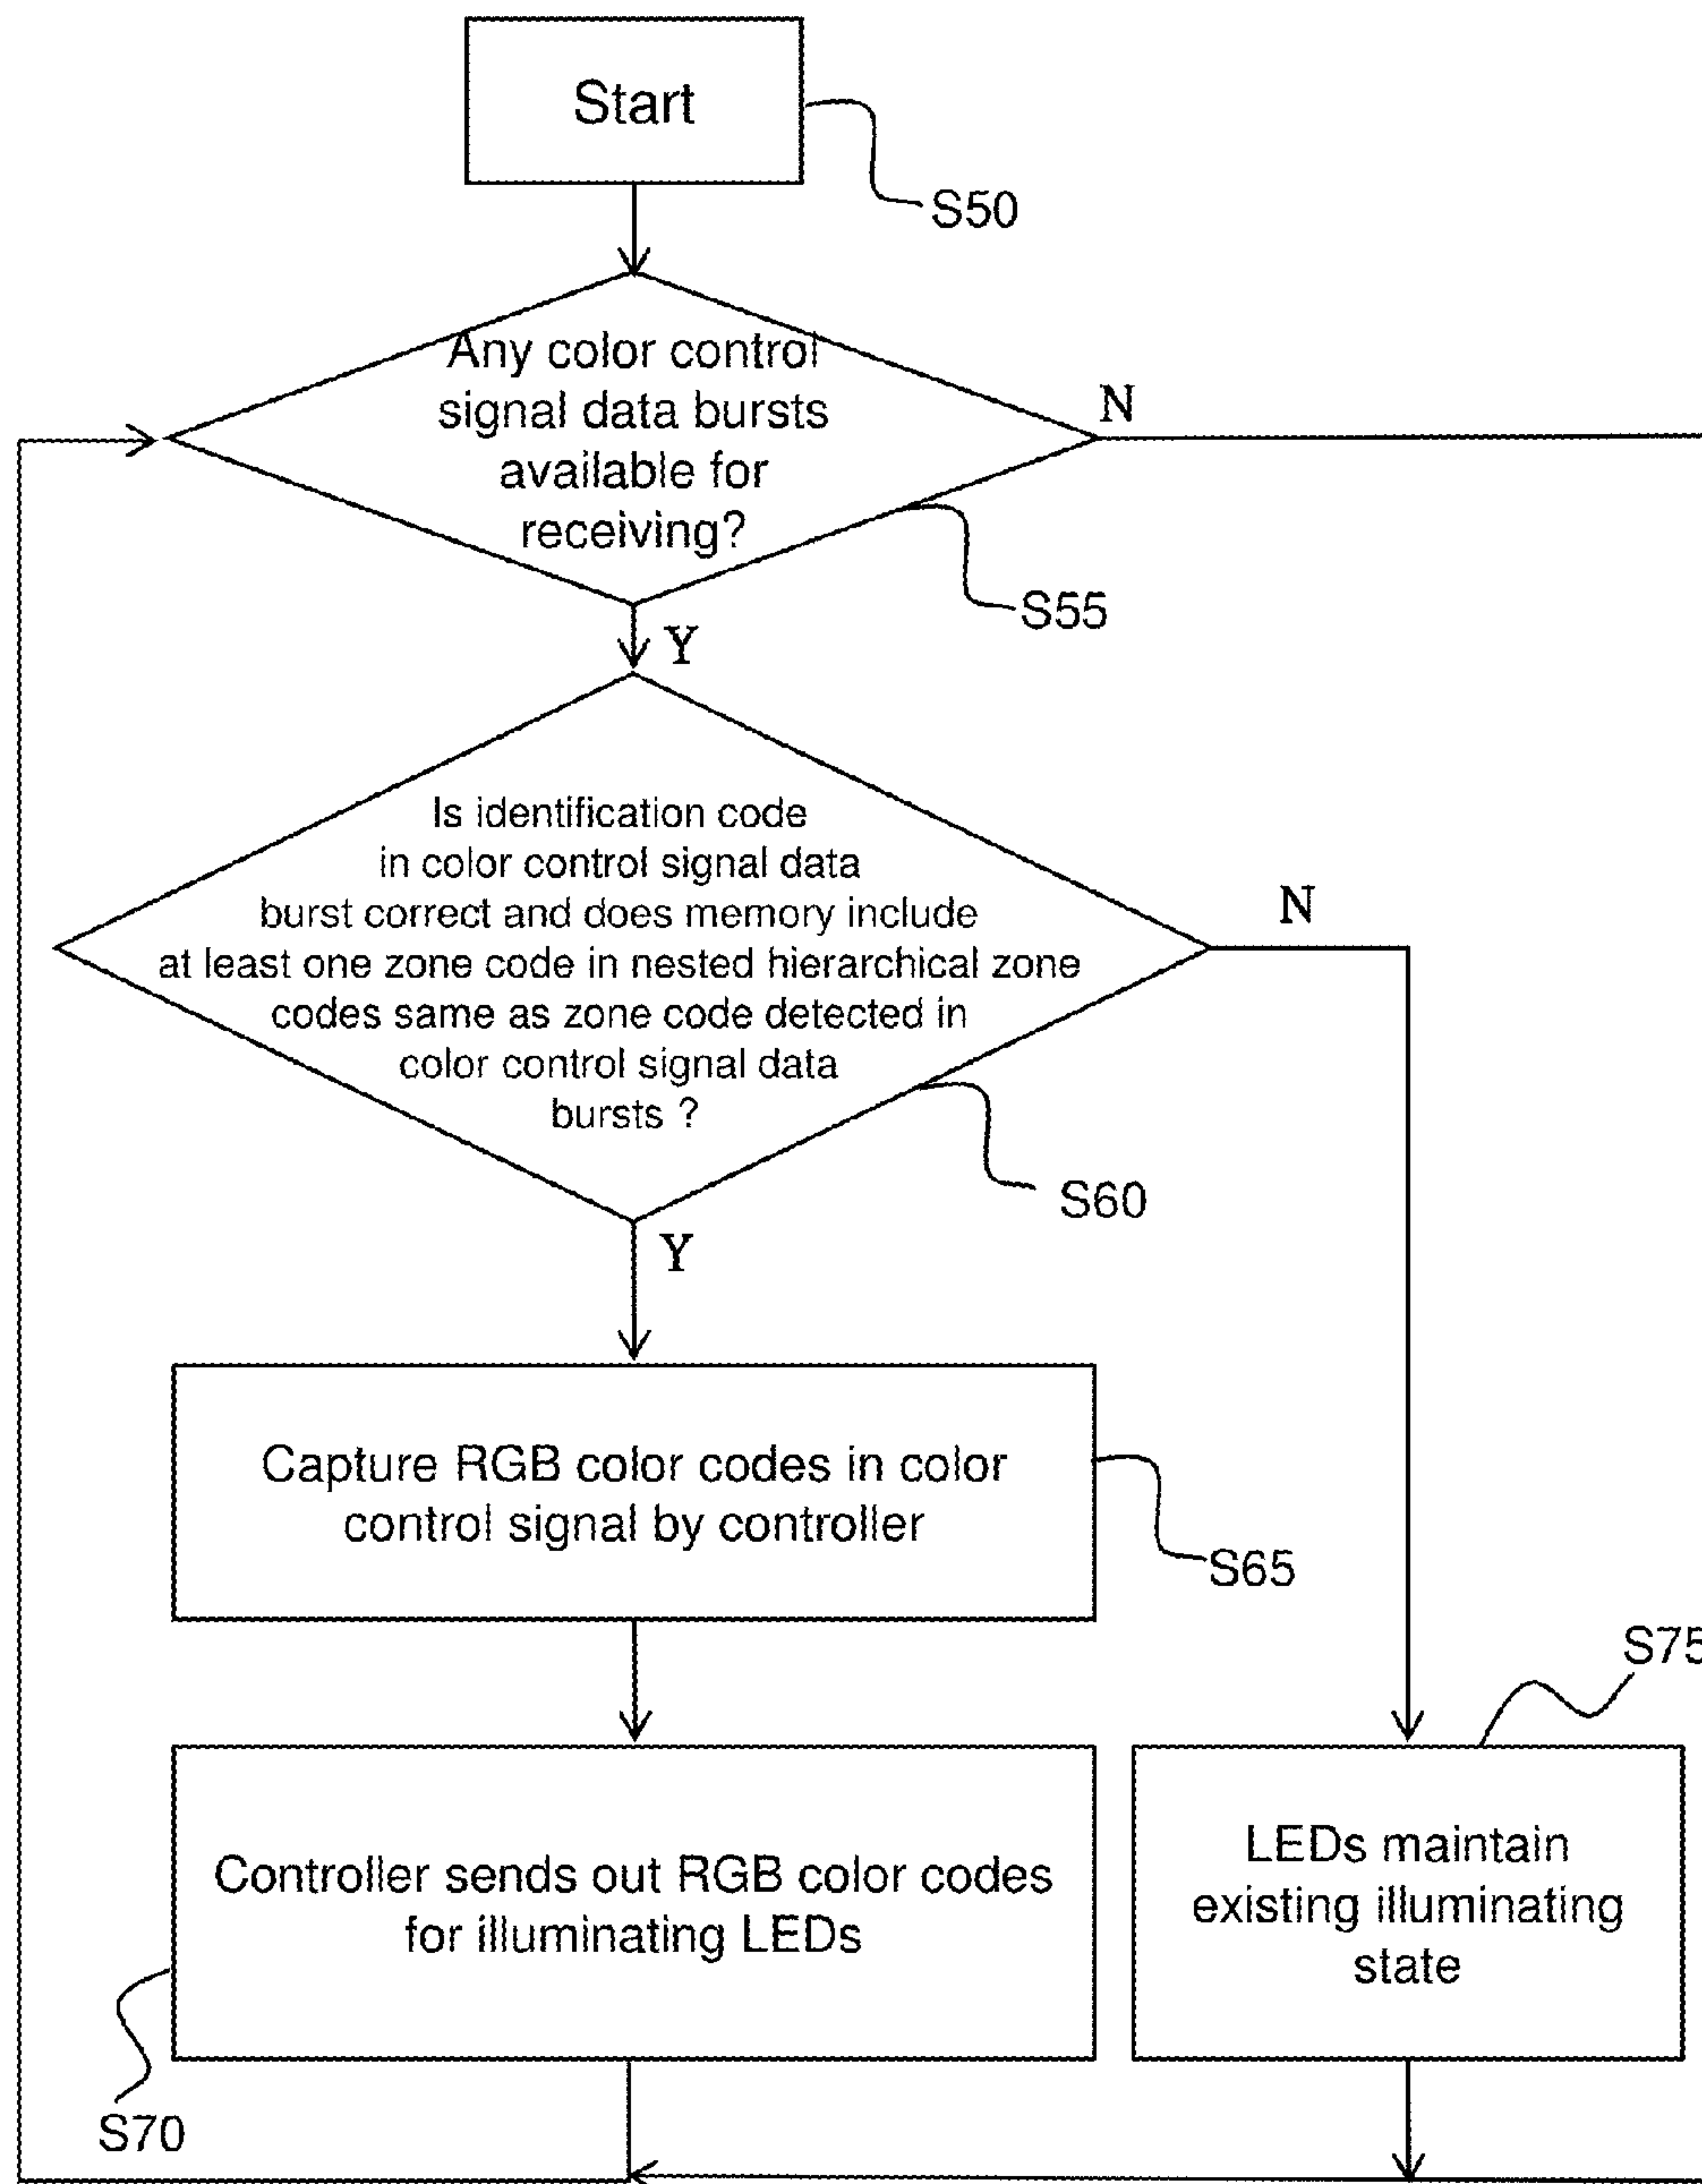 Start
S50
Any color control
signal data bursts
available for
receiving?
N
S55
Y
Is identification code
in color control signal data
burst correct and does memory include
at least one zone code in nested hierarchical zone
codes same as zone code detected in
color control signal data
bursts ?
N
S60
Y
Capture RGB color codes in color
control signal by controller
S65
S75
Controller sends out RGB color codes
for illuminating LEDs
LEDs maintain
existing illuminating
state
S70